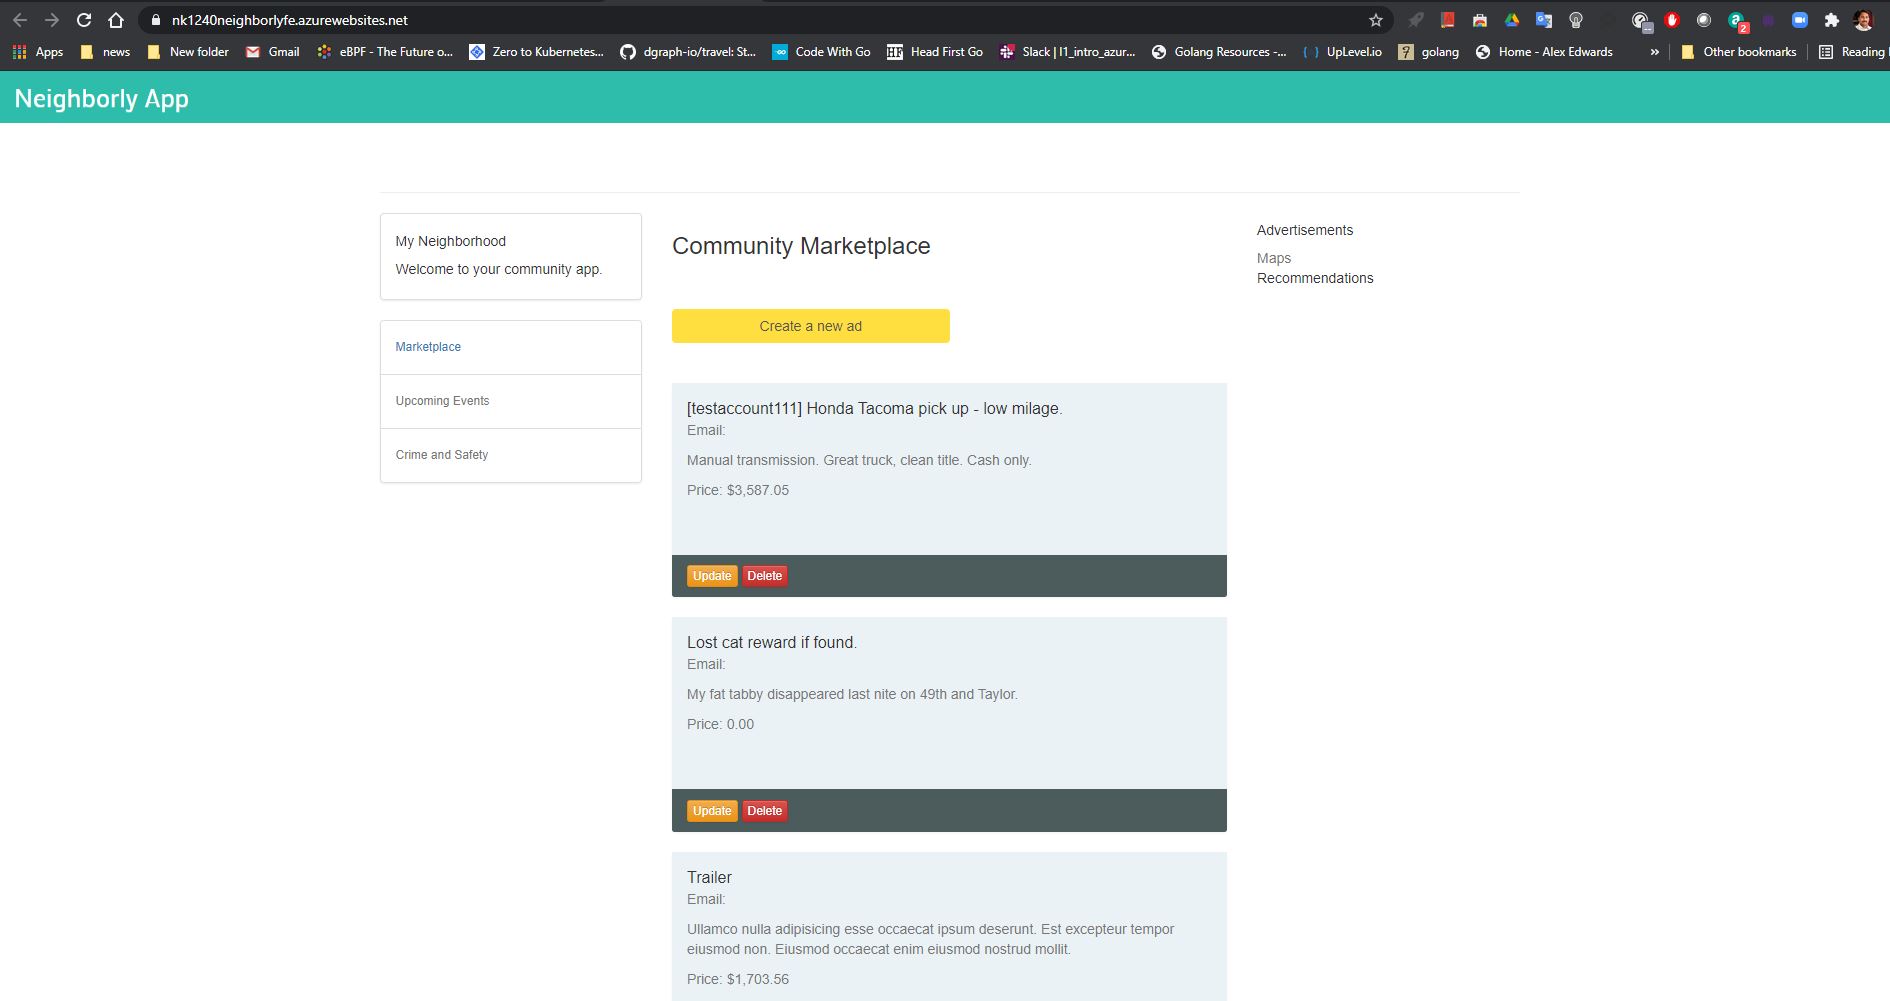 nk1240neighborlyfe.azurewebsites.net
Apps news New folder Gmail eBPF - The Future o... Zero to Kubernetes... dgraph-io/travel: St... Code With Go Head First Go Slack | l1_intro_azur... Golang Resources -... UpLevel.io golang Home - Alex Edwards » Other bookmarks Reading
Neighborly App
My Neighborhood
Welcome to your community app.
Marketplace
Upcoming Events
Crime and Safety
Community Marketplace
Create a new ad
[testaccount111] Honda Tacoma pick up - low milage.
Email:
Manual transmission. Great truck, clean title. Cash only.
Price: $3,587.05
Update Delete
Lost cat reward if found.
Email:
My fat tabby disappeared last nite on 49th and Taylor.
Price: 0.00
Update Delete
Trailer
Email:
Ullamco nulla adipisicing esse occaecat ipsum deserunt. Est excepteur tempor
eiusmod non. Eiusmod occaecat enim eiusmod nostrud mollit.
Price: $1,703.56
Advertisements
Maps
Recommendations